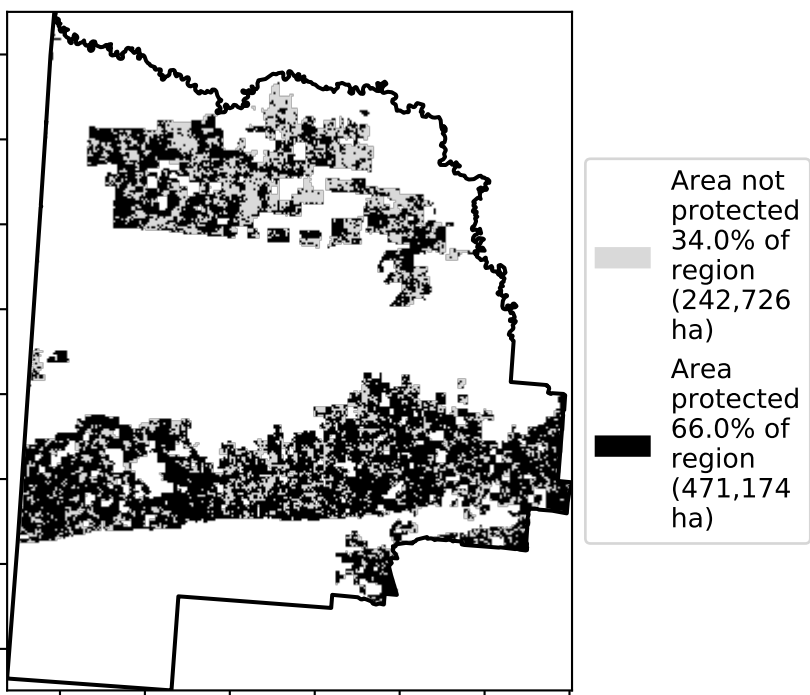 Area not
protected
34.0% of
region
(242,726
ha)
Area
protected
66.0% of
region
(471,174
ha)